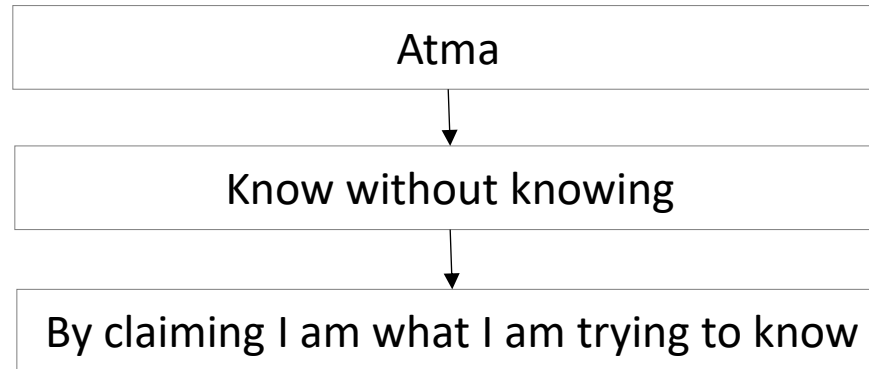 Atma
Know without knowing
By claiming I am what I am trying to know